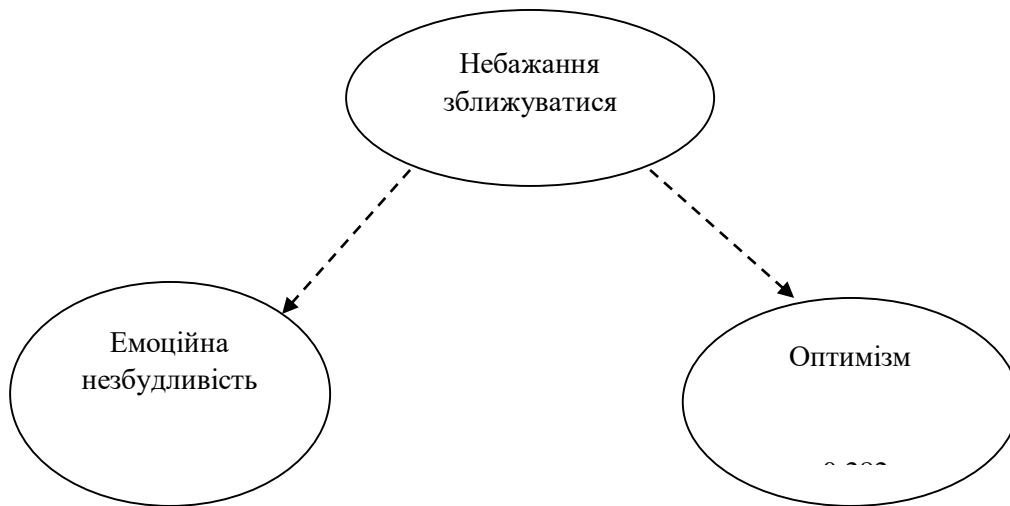 Небажання
зближуватися
Емоційна
незбудливість
Оптимізм